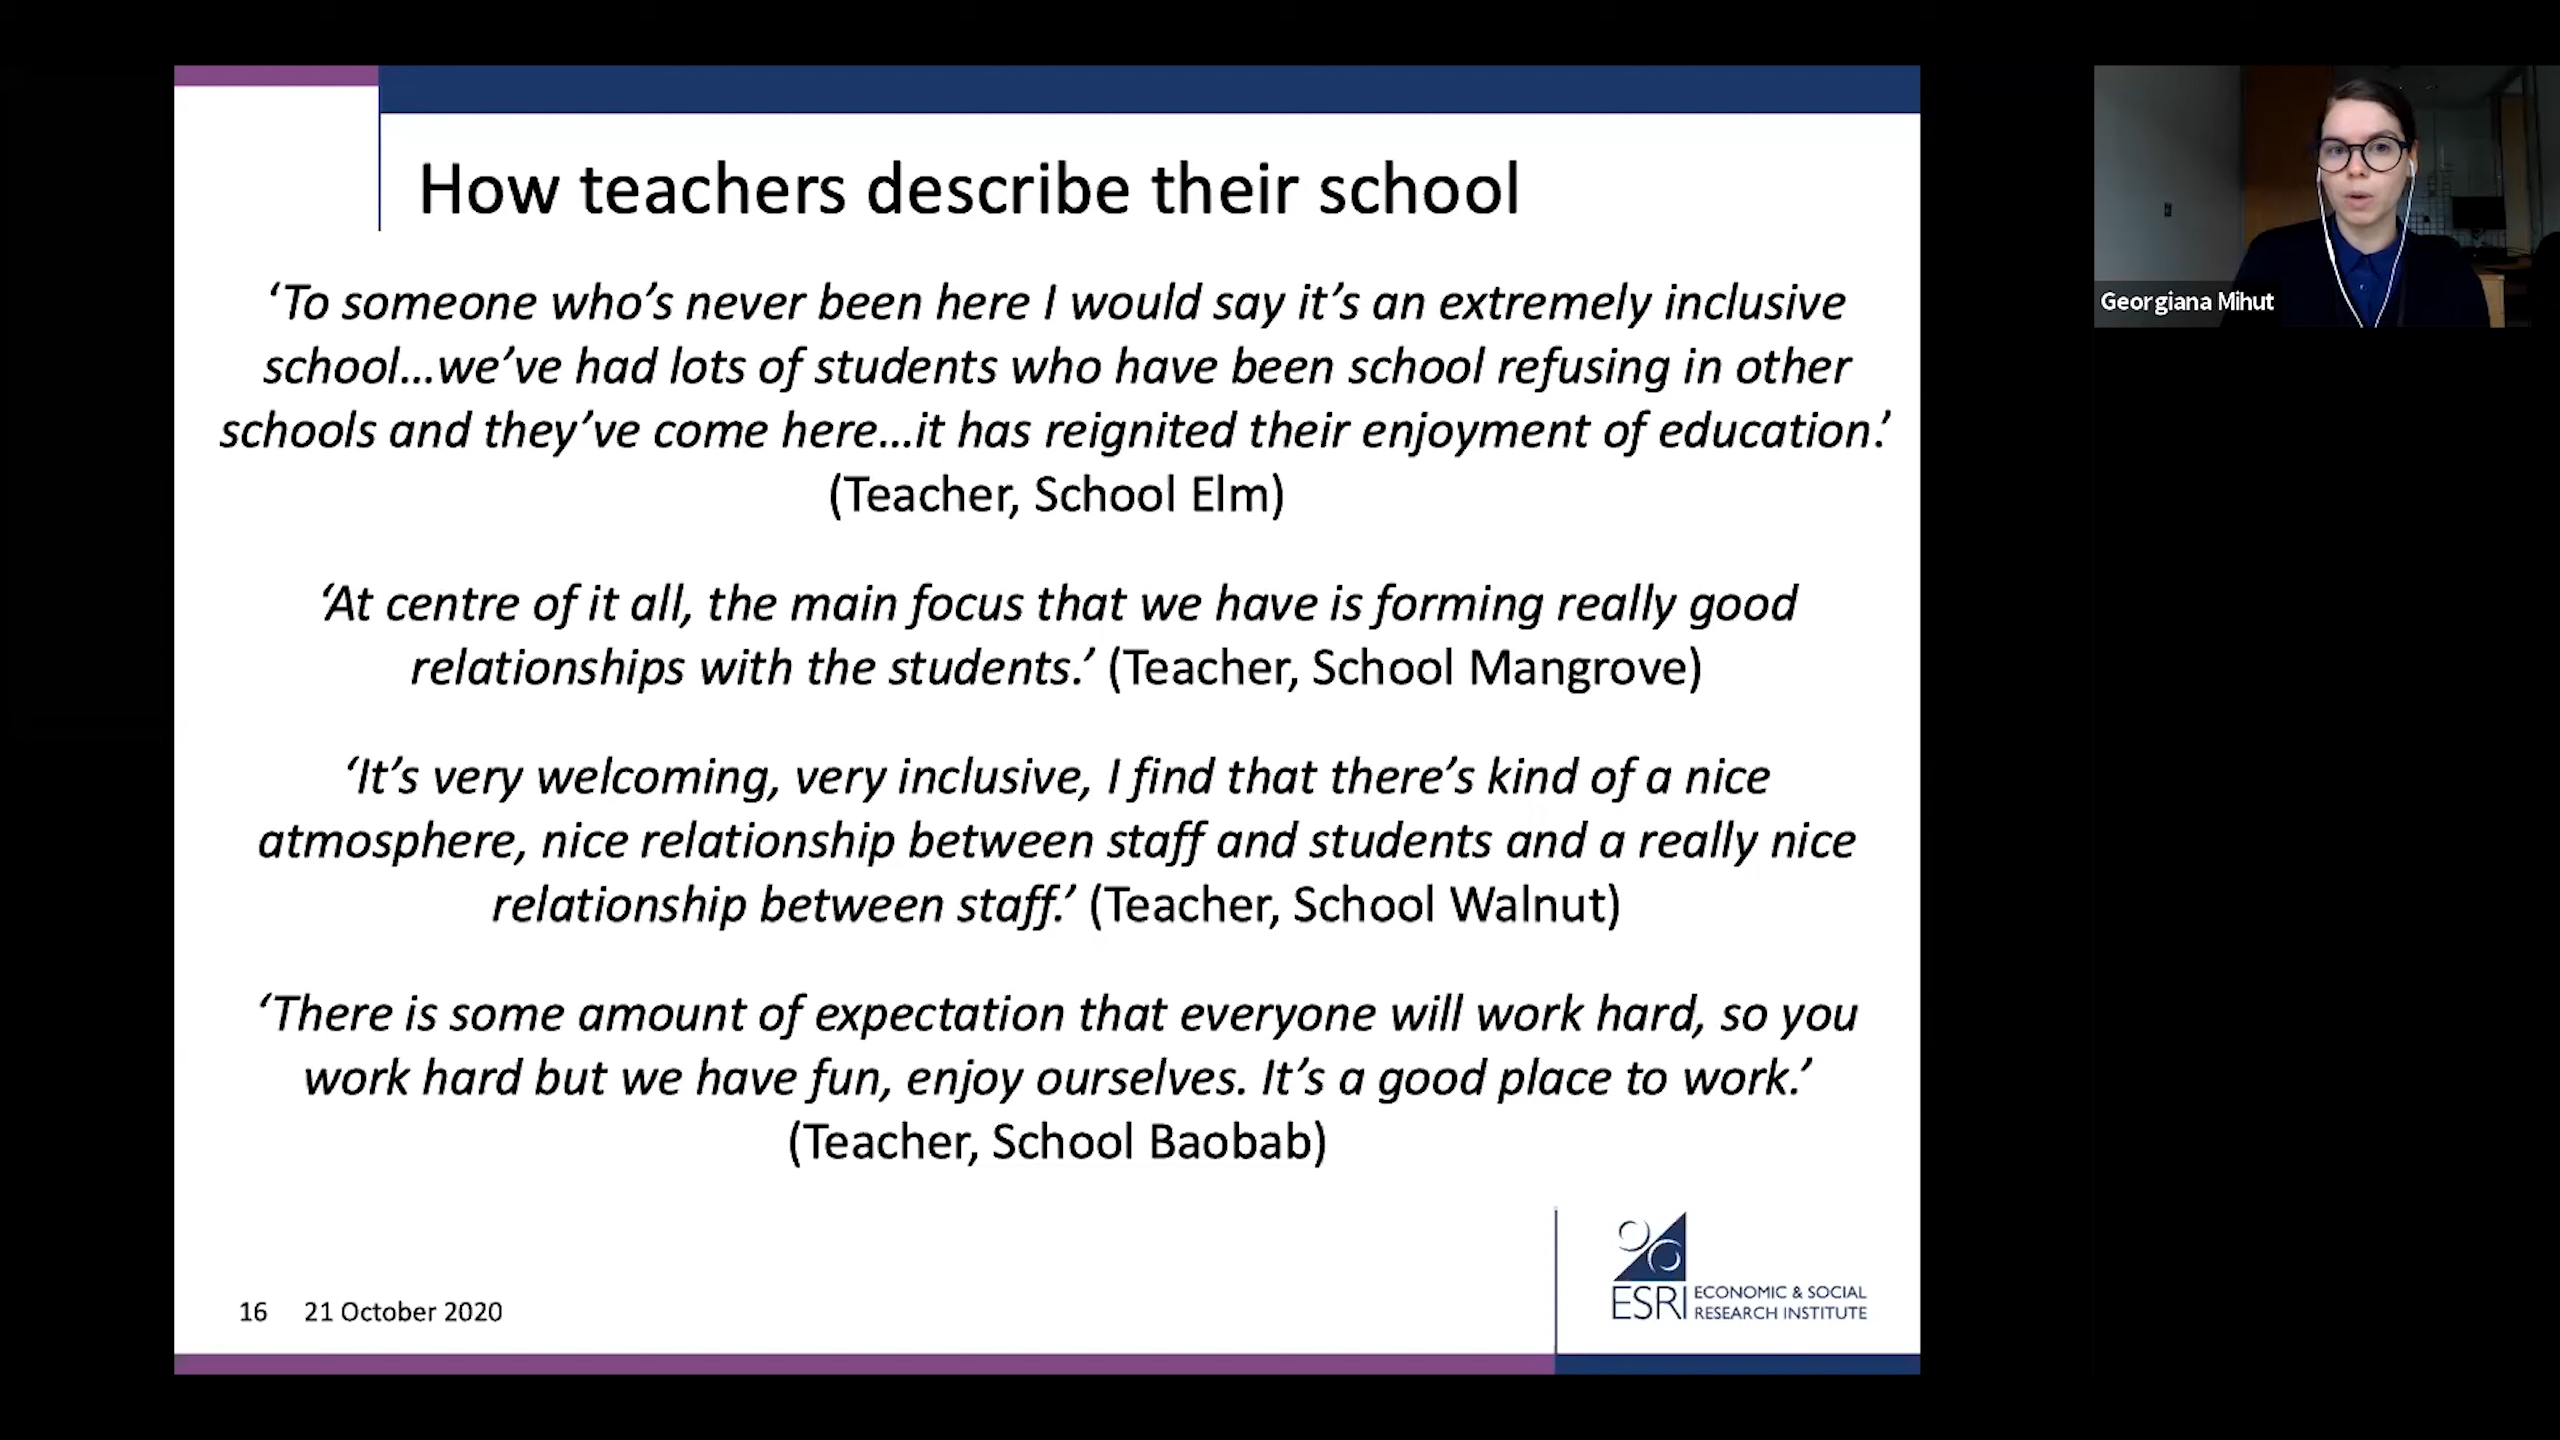 How teachers describe their school
‘To someone who’s never been here I would say it’s an extremely inclusive
school…we’ve had lots of students who have been school refusing in other
schools and they’ve come here…it has reignited their enjoyment of education.’
(Teacher, School Elm)
‘At centre of it all, the main focus that we have is forming really good
relationships with the students.’ (Teacher, School Mangrove)
‘It’s very welcoming, very inclusive, I find that there’s kind of a nice
atmosphere, nice relationship between staff and students and a really nice
relationship between staff.’ (Teacher, School Walnut)
‘There is some amount of expectation that everyone will work hard, so you
work hard but we have fun, enjoy ourselves. It’s a good place to work.’
(Teacher, School Baobab)
16 21 October 2020
ESRI ECONOMIC & SOCIAL
RESEARCH INSTITUTE
Georgiana Mihut